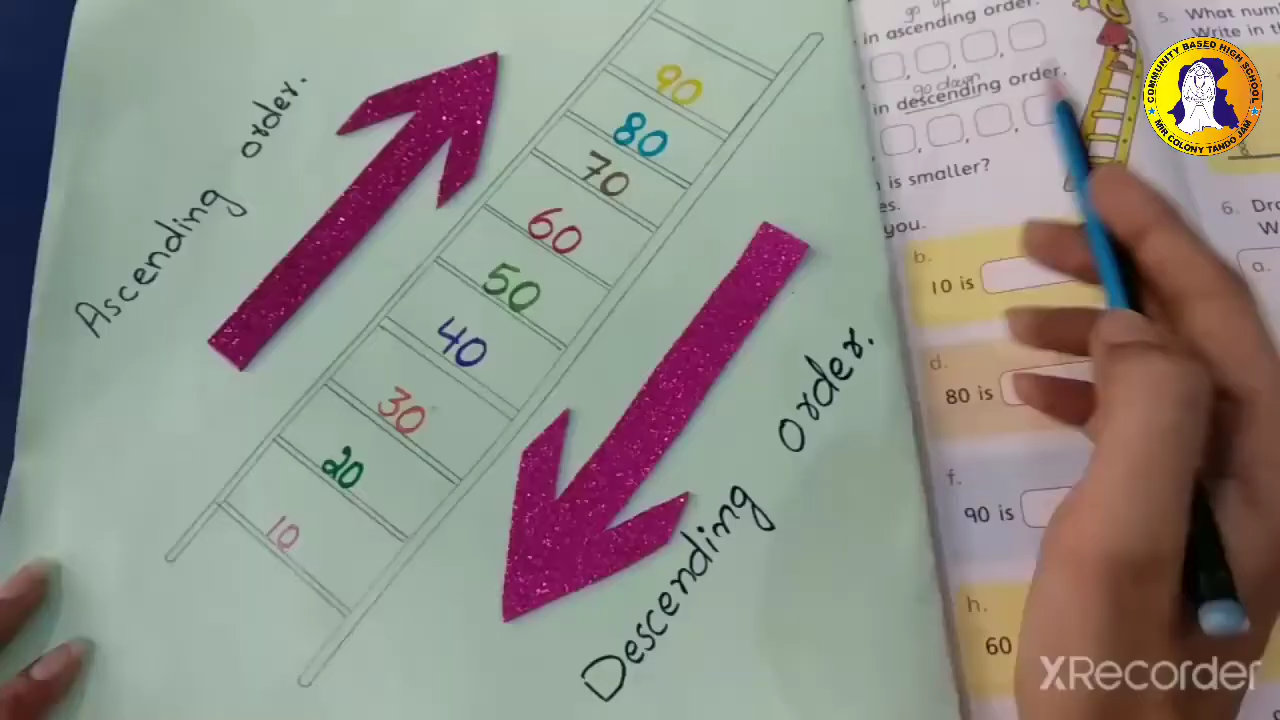 Ascending order.
90
80
70
60
50
40
30
20
10
Descending order.
go up
in ascending order.
go down
in descending order.
is smaller?
es.
you.
b.
10 is
d.
80 is
f.
90 is
h.
60
5. What num
Write in th
6. Dra
W
a.
COMMUNITY BASED HIGH SCHOOL
MIR COLONY TANDO JAM
XRecorder